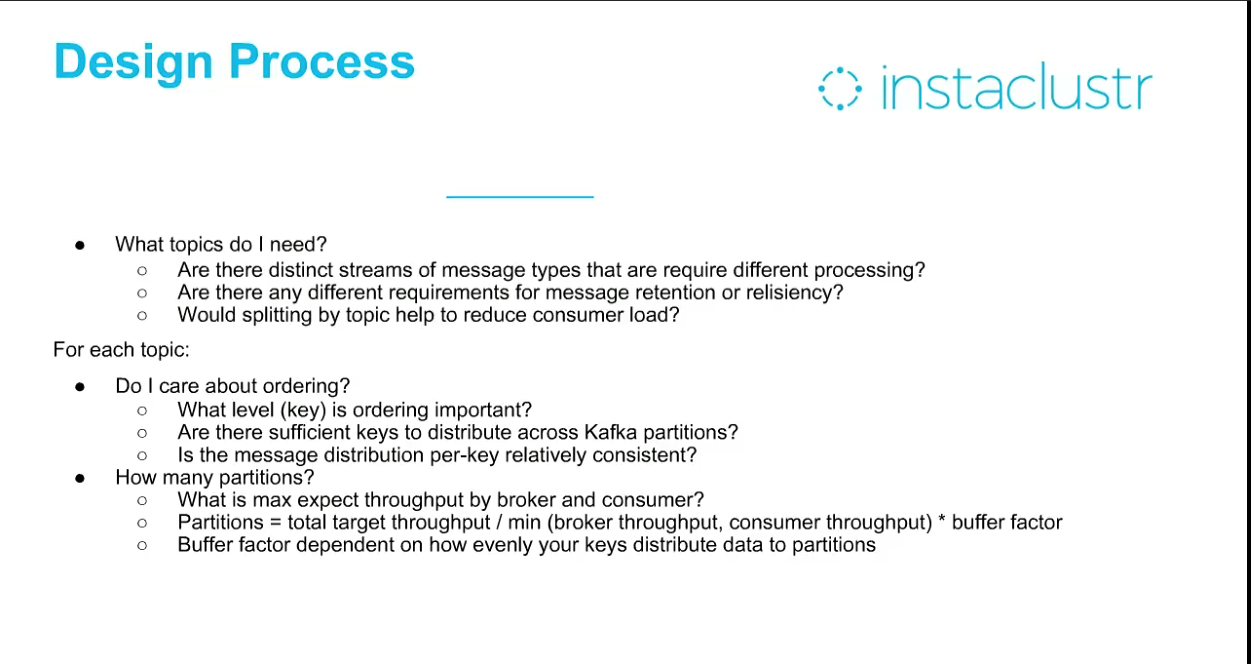 Design Process
instaclustr
● What topics do I need?
○ Are there distinct streams of message types that are require different processing?
○ Are there any different requirements for message retention or relisiency?
○ Would splitting by topic help to reduce consumer load?
For each topic:
● Do I care about ordering?
○ What level (key) is ordering important?
○ Are there sufficient keys to distribute across Kafka partitions?
○ Is the message distribution per-key relatively consistent?
● How many partitions?
○ What is max expect throughput by broker and consumer?
○ Partitions = total target throughput / min (broker throughput, consumer throughput) * buffer factor
○ Buffer factor dependent on how evenly your keys distribute data to partitions